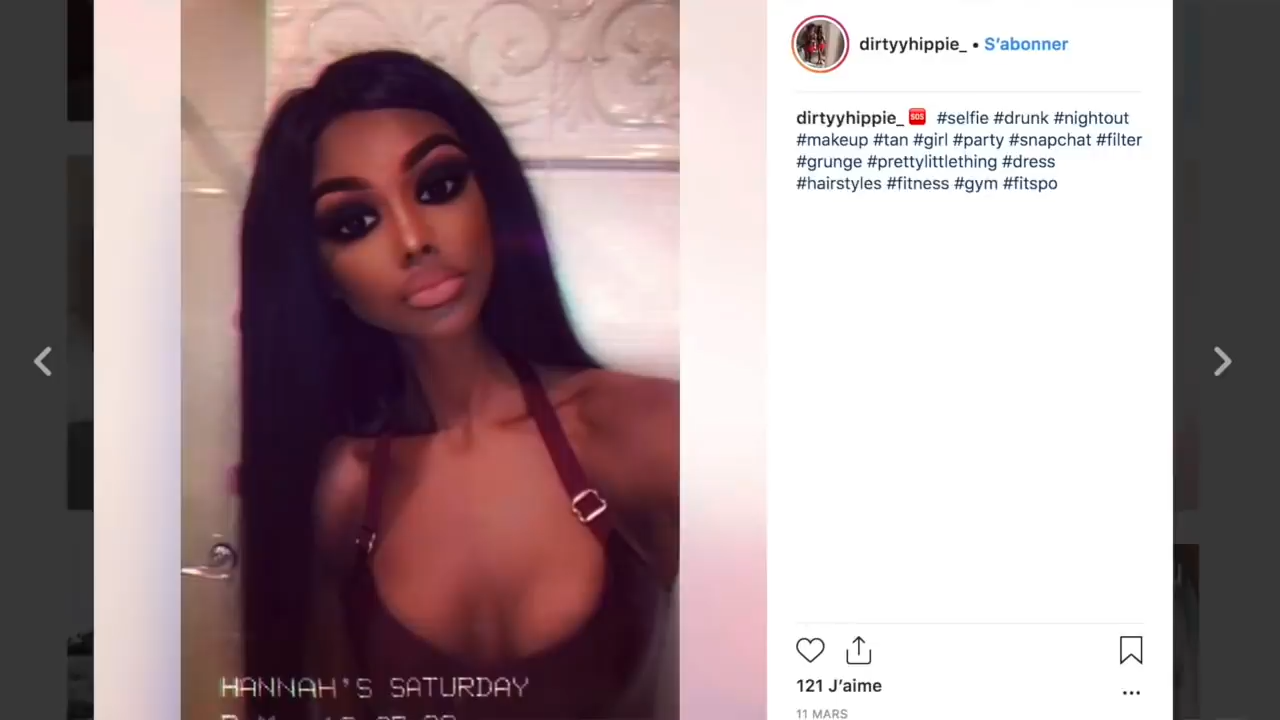 dirtyyhippie_ • S'abonner
dirtyyhippie_ 🆘 #selfie #drunk #nightout
#makeup #tan #girl #party #snapchat #filter
#grunge #prettylittlething #dress
#hairstyles #fitness #gym #fitspo
HANNAH'S SATURDAY
121 J'aime
11 MARS